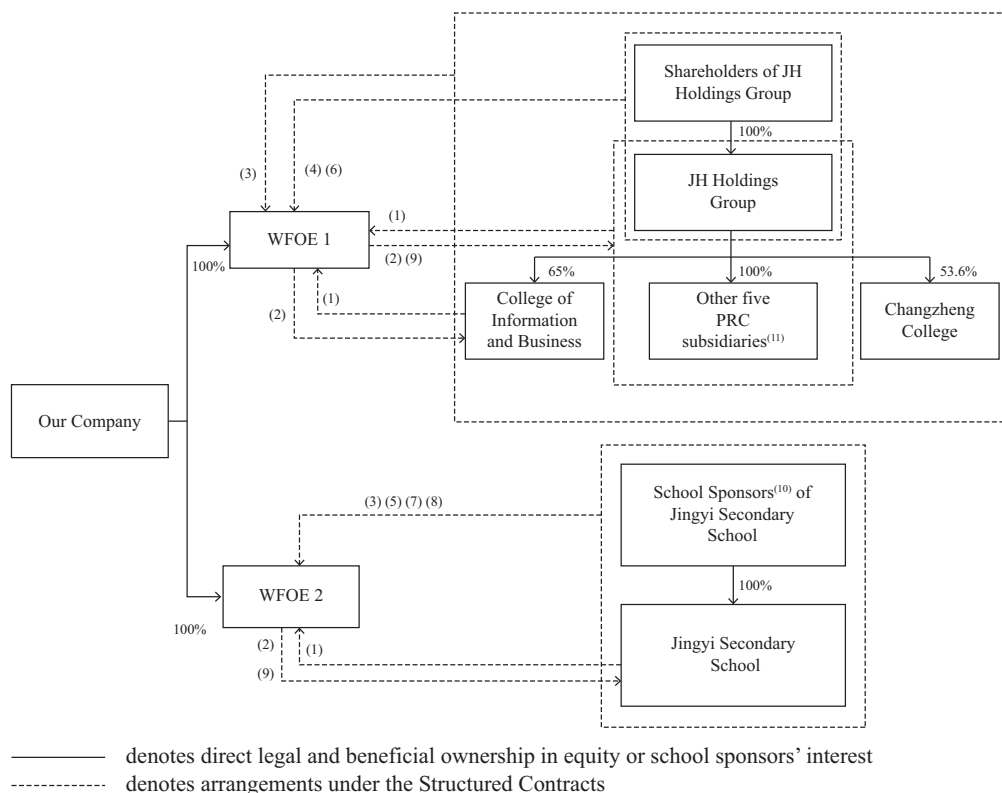 Shareholders of JH
Holdings Group
100%
(3)
(4) (6)
JH Holdings
Group
(1)
WFOE 1
100%
(2) (9)
65%
100%
53.6%
(2)
(1)
College of
Information
and Business
Other five
PRC
subsidiaries(11)
Changzheng
College
Our Company
(3) (5) (7) (8)
School Sponsors(10) of
Jingyi Secondary
School
100%
WFOE 2
100%
(2)
(9)
(1)
Jingyi Secondary
School
denotes direct legal and beneficial ownership in equity or school sponsors’ interest
denotes arrangements under the Structured Contracts